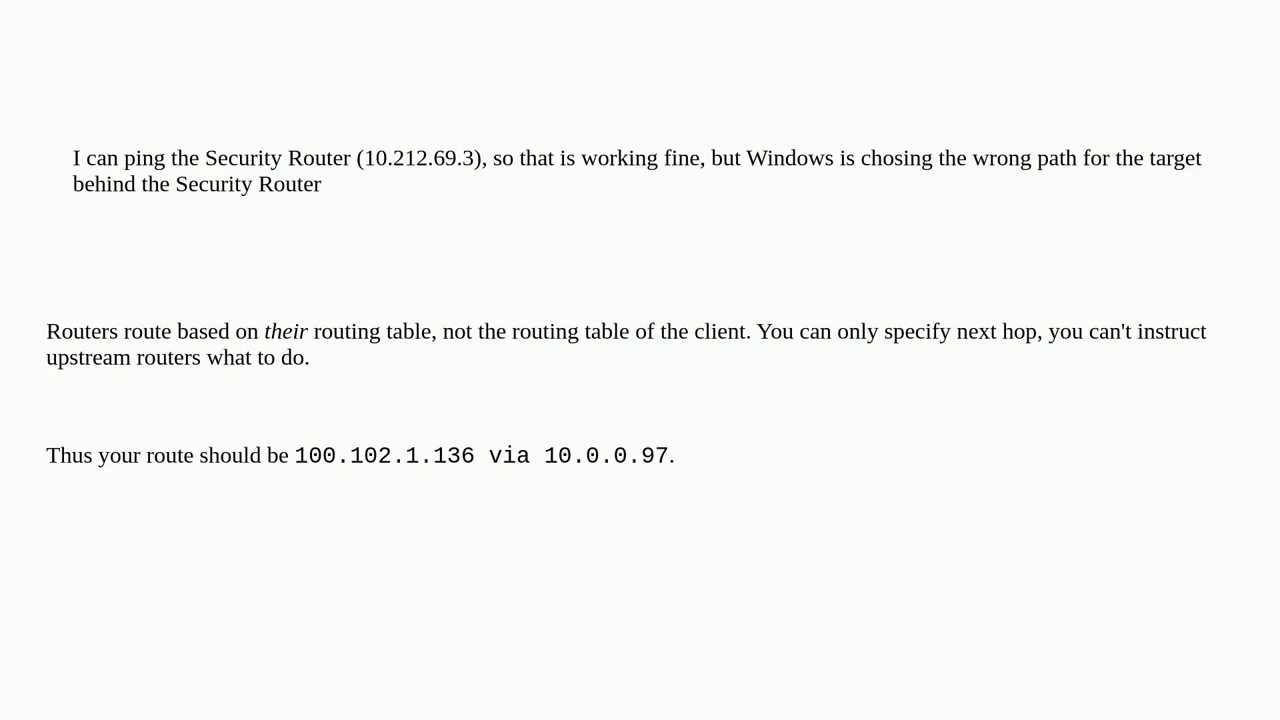 I can ping the Security Router (10.212.69.3), so that is working fine, but Windows is chosing the wrong path for the target
behind the Security Router
Routers route based on their routing table, not the routing table of the client. You can only specify next hop, you can't instruct
upstream routers what to do.
Thus your route should be 100.102.1.136 via 10.0.0.97.